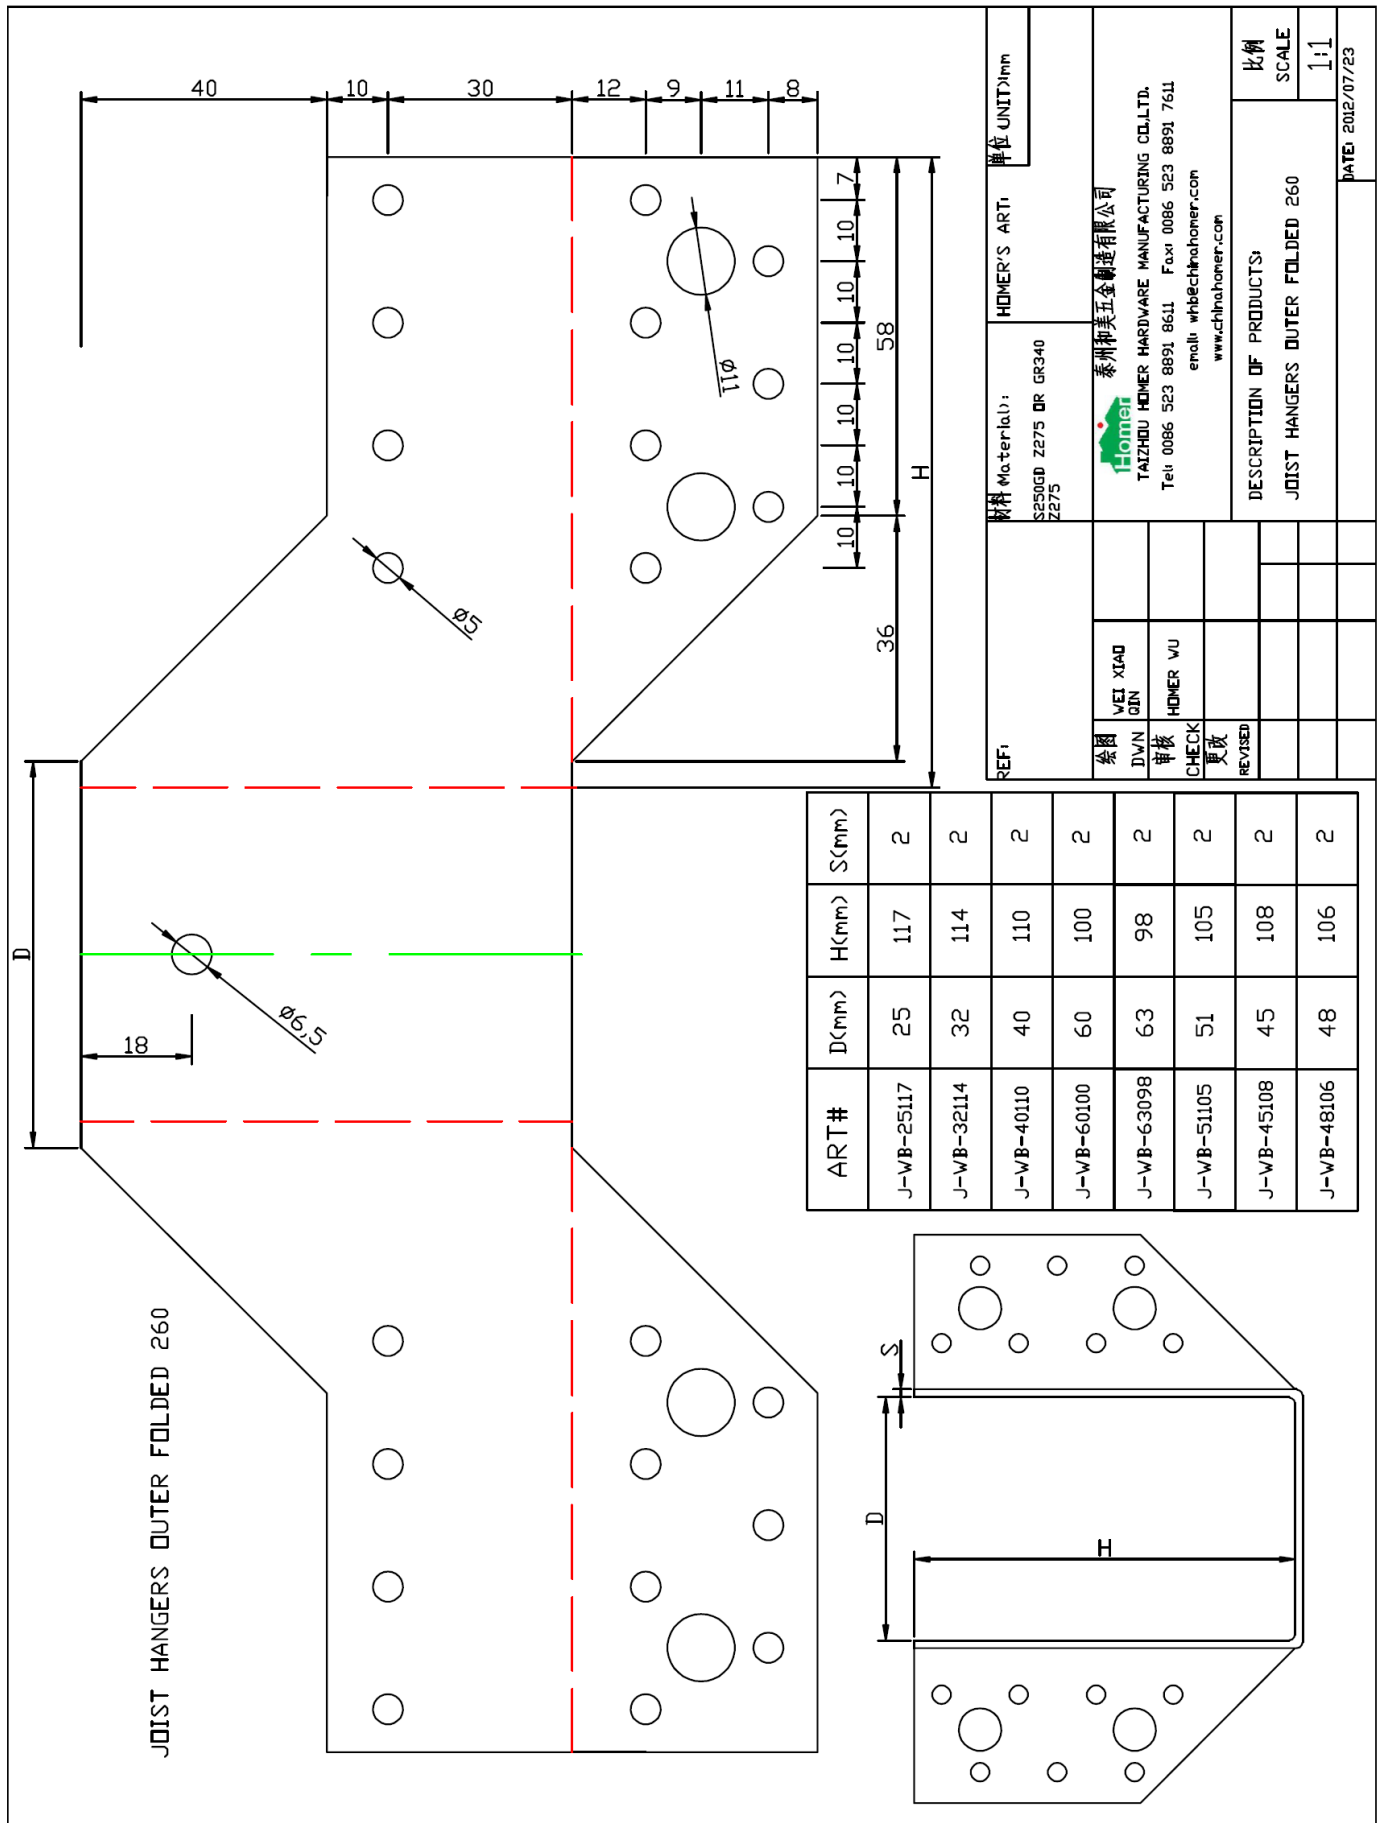 JOIST HANGERS OUTER FOLDED 260
D
18
ø6,5
40
10
30
12
9
11
8
ø5
ø11
7
10
10
10
10
10
10
58
36
H
D
S
H
ART# D(mm) H(mm) S(mm)
J-WB-25117 25 117 2
J-WB-32114 32 114 2
J-WB-40110 40 110 2
J-WB-60100 60 100 2
J-WB-63098 63 98 2
J-WB-51105 51 105 2
J-WB-45108 45 108 2
J-WB-48106 48 106 2
REF:
材料 Material):
S250GD Z275 OR GR340
Z275
HOMER'S ART:
单位 UNIT):mm
绘图
DWN
WEI XIAO
QIN
审核
CHECK
HOMER WU
更改
REVISED
Homer
泰州和美五金制造有限公司
TAIZHOU HOMER HARDWARE MANUFACTURING CO.,LTD.
Tel: 0086 523 8891 8611 Fax: 0086 523 8891 7611
email: whb@chinahomer.com
www.chinahomer.com
DESCRIPTION OF PRODUCTS:
JOIST HANGERS OUTER FOLDED 260
比例
SCALE
1:1
DATE: 2012/07/23